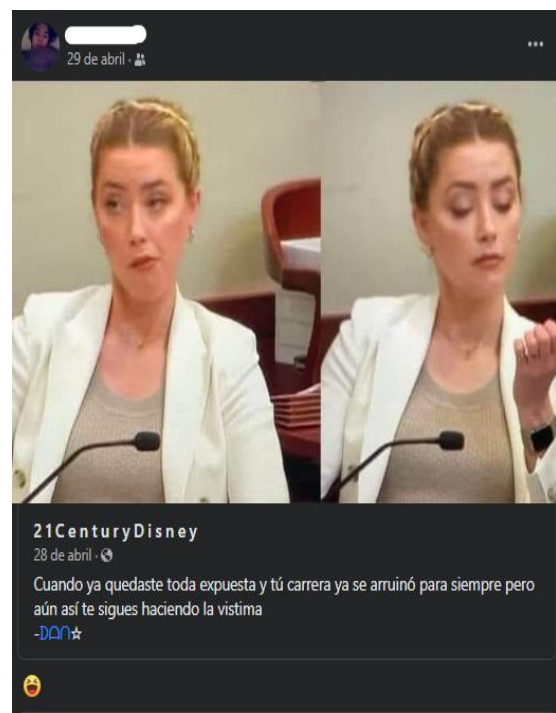 29 de abril ·
21CenturyDisney
28 de abril ·
Cuando ya quedaste toda expuesta y tú carrera ya se arruinó para siempre pero
aún así te sigues haciendo la vistima
-DAN☆